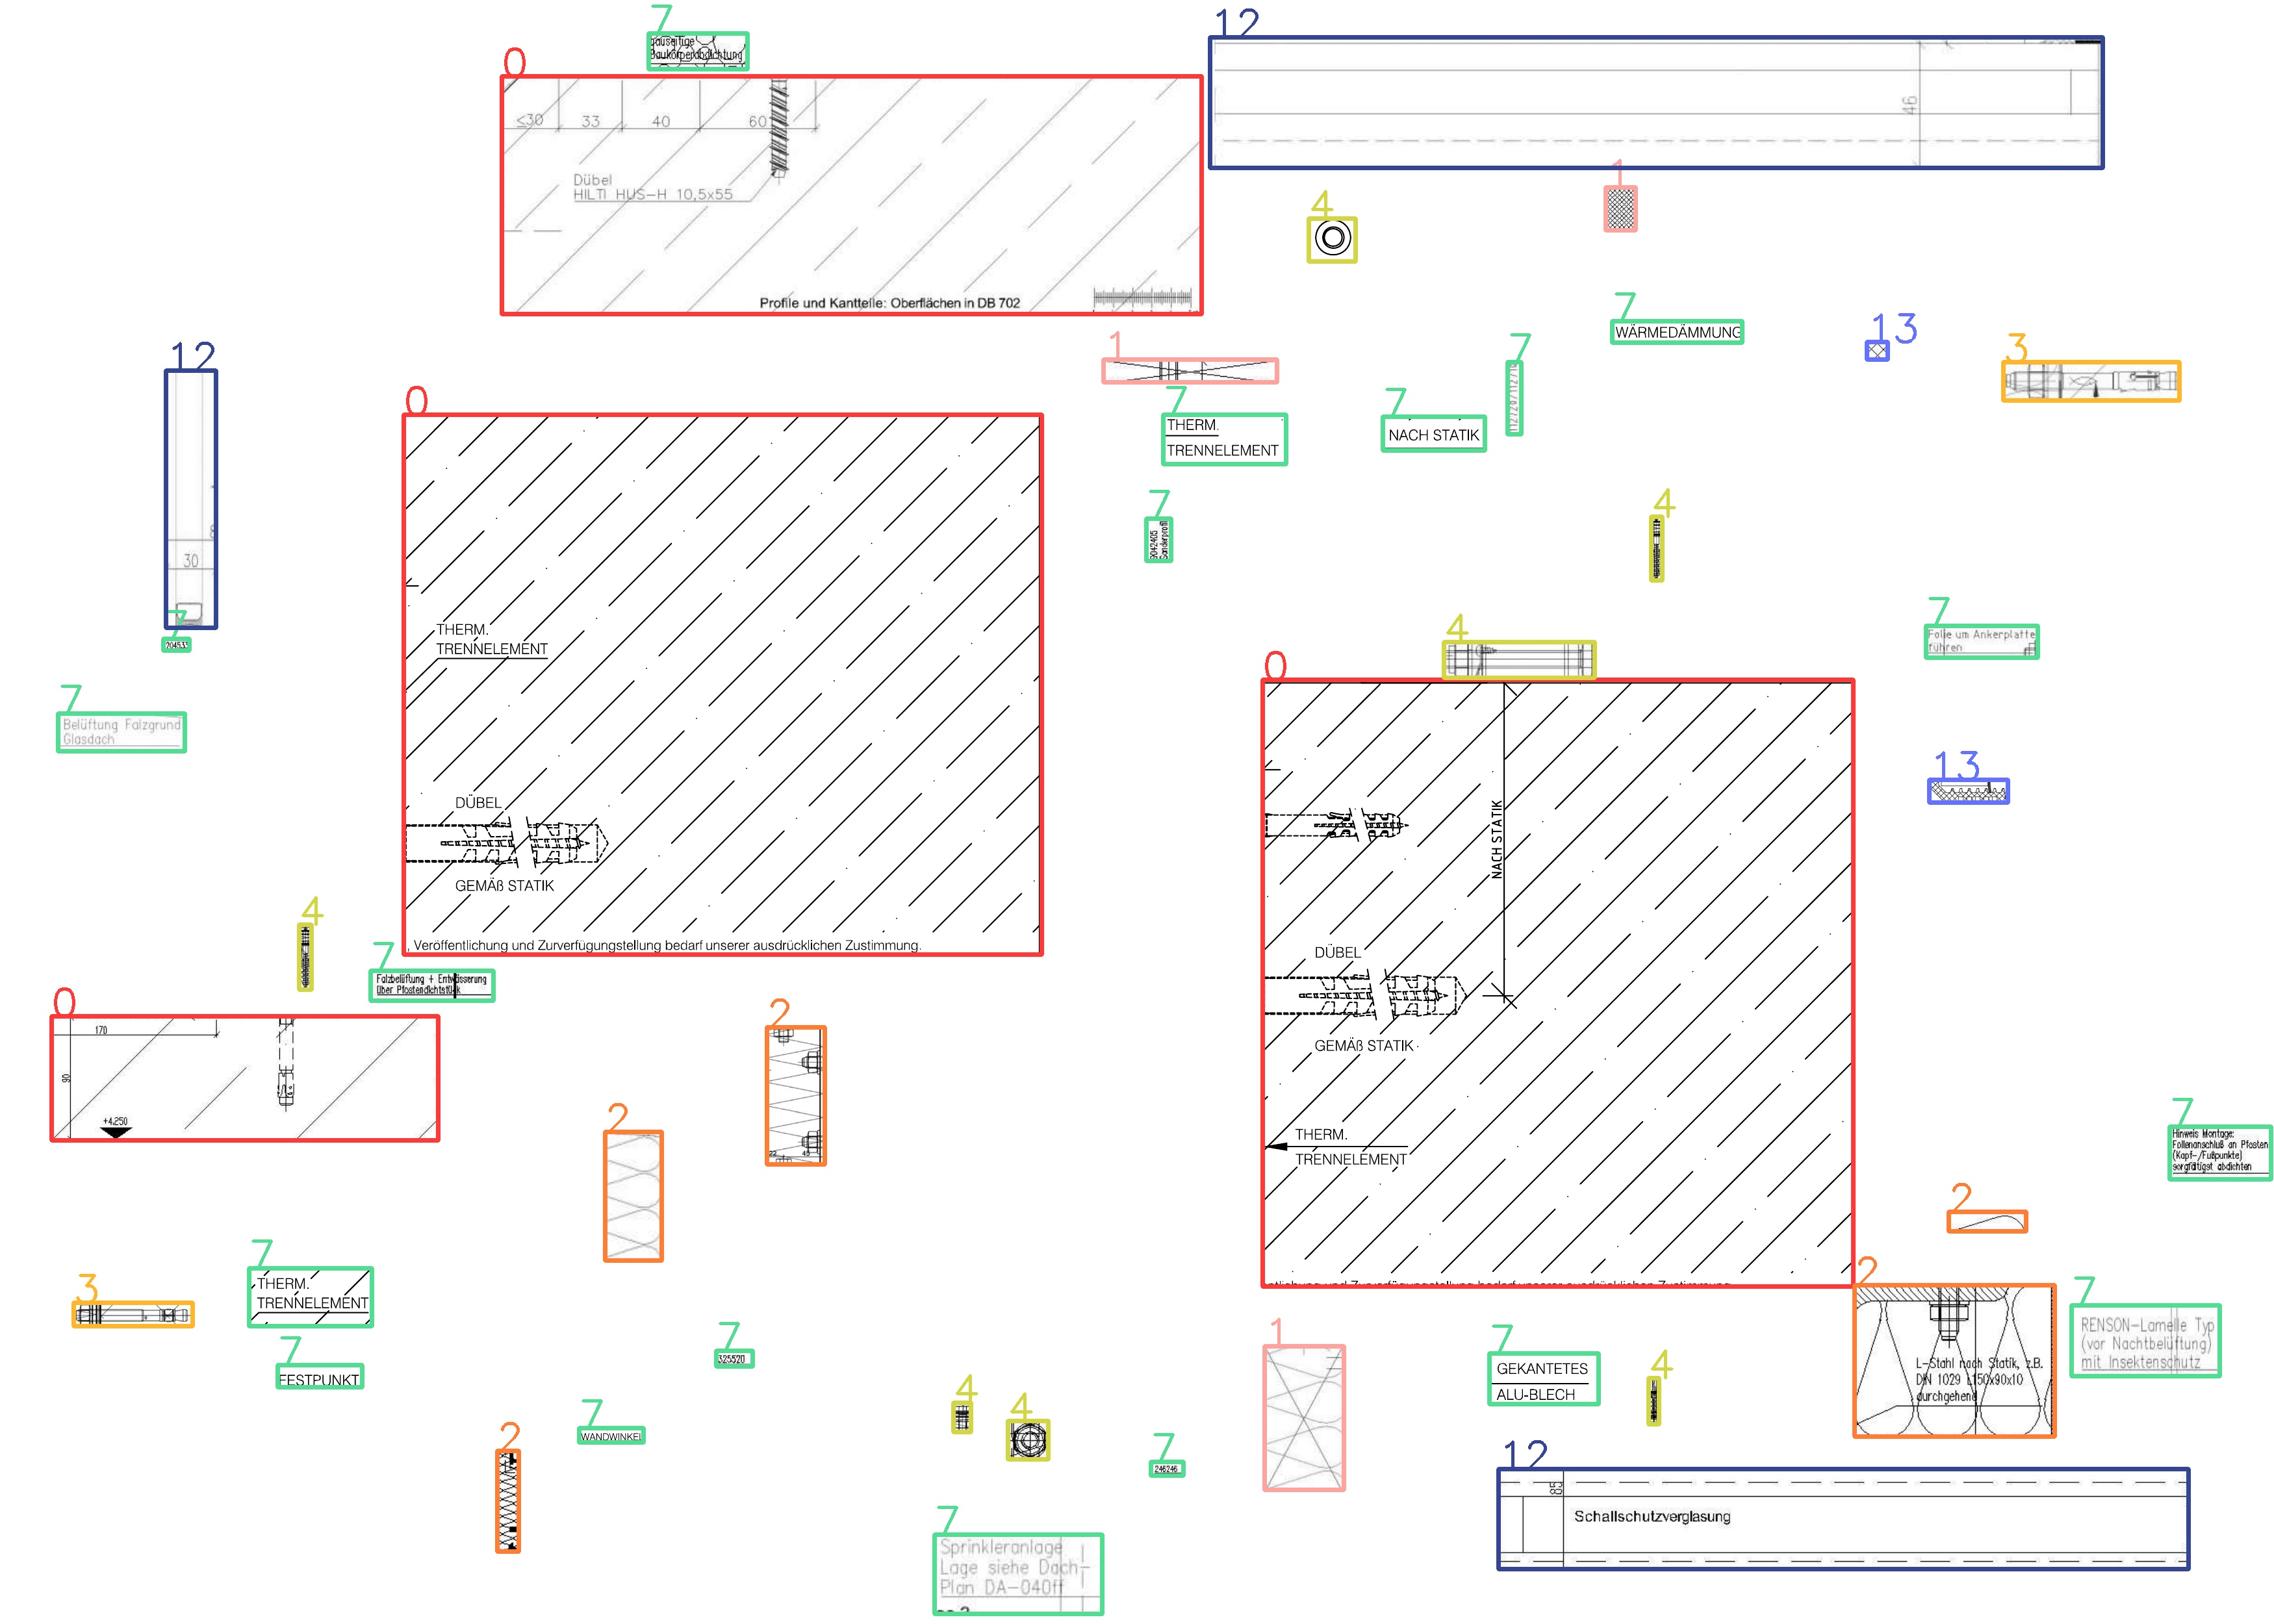 7
bauseitige
Baukörperabdichtung
0
≤30 33 40 60
Dübel
HILTI HUS-H 10,5x55
Profile und Kantteile: Oberflächen in DB 702
12
46
1
4
7
WÄRMEDÄMMUNG
13
3
12
30
7
204533
7
Belüftung Falzgrund
Glasdach
0
THERM.
TRENNELEMENT
DÜBEL
GEMÄß STATIK
, Veröffentlichung und Zurverfügungstellung bedarf unserer ausdrücklichen Zustimmung.
1
7
THERM.
TRENNELEMENT
7
NACH STATIK
7
7
9042405
Sonderprofil
4
4
7
Folie um Ankerplatte
führen
13
0
NACH STATIK
DÜBEL
GEMÄß STATIK
THERM.
TRENNELEMENT
4
7
Falzbelüftung + Entwässerung
über Pfostendichtstück
0
170
90
+4.250
2
22 45
2
7
Hinweis Montage:
Folienanschluß an Pfosten
(Kopf-/Fußpunkte)
sorgfältigst abdichten
2
3
7
THERM.
TRENNELEMENT
7
FESTPUNKT
7
325520
1
7
GEKANTETES
ALU-BLECH
4
2
L-Stahl nach Statik, z.B.
DIN 1029 L150x90x10
durchgehend
7
RENSON-Lamelle Typ
(vor Nachtbelüftung)
mit Insektenschutz
2
7
WANDWINKEL
4
4
7
246246
12
85
Schallschutzverglasung
7
Sprinkleranlage
Lage siehe Dach-
Plan DA-040ff